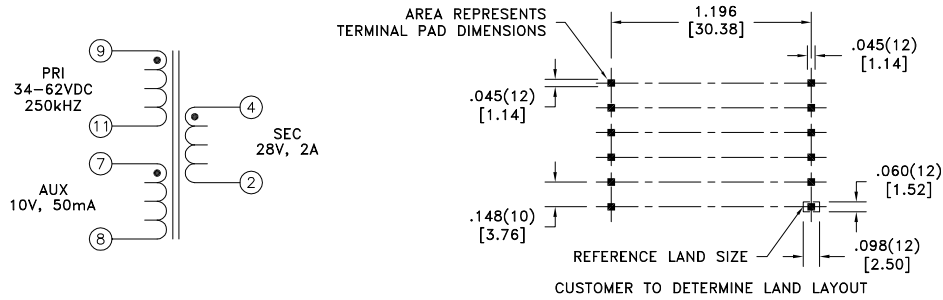 9
PRI
34-62VDC
250kHZ
11
7
AUX
10V, 50mA
8
4
SEC
28V, 2A
2
AREA REPRESENTS
TERMINAL PAD DIMENSIONS
1.196
[30.38]
.045(12)
[1.14]
.045(12)
[1.14]
.060(12)
[1.52]
.148(10)
[3.76]
REFERENCE LAND SIZE
.098(12)
[2.50]
CUSTOMER TO DETERMINE LAND LAYOUT